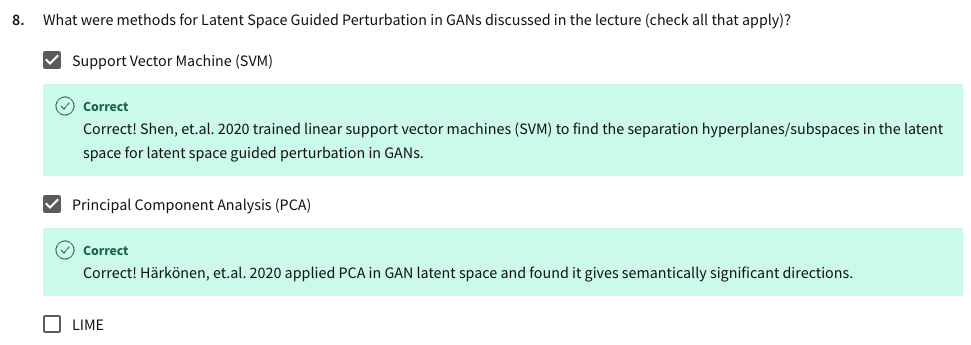 8. What were methods for Latent Space Guided Perturbation in GANs discussed in the lecture (check all that apply)?
Support Vector Machine (SVM)
Correct
Correct! Shen, et.al. 2020 trained linear support vector machines (SVM) to find the separation hyperplanes/subspaces in the latent
space for latent space guided perturbation in GANs.
Principal Component Analysis (PCA)
Correct
Correct! Härkönen, et.al. 2020 applied PCA in GAN latent space and found it gives semantically significant directions.
LIME